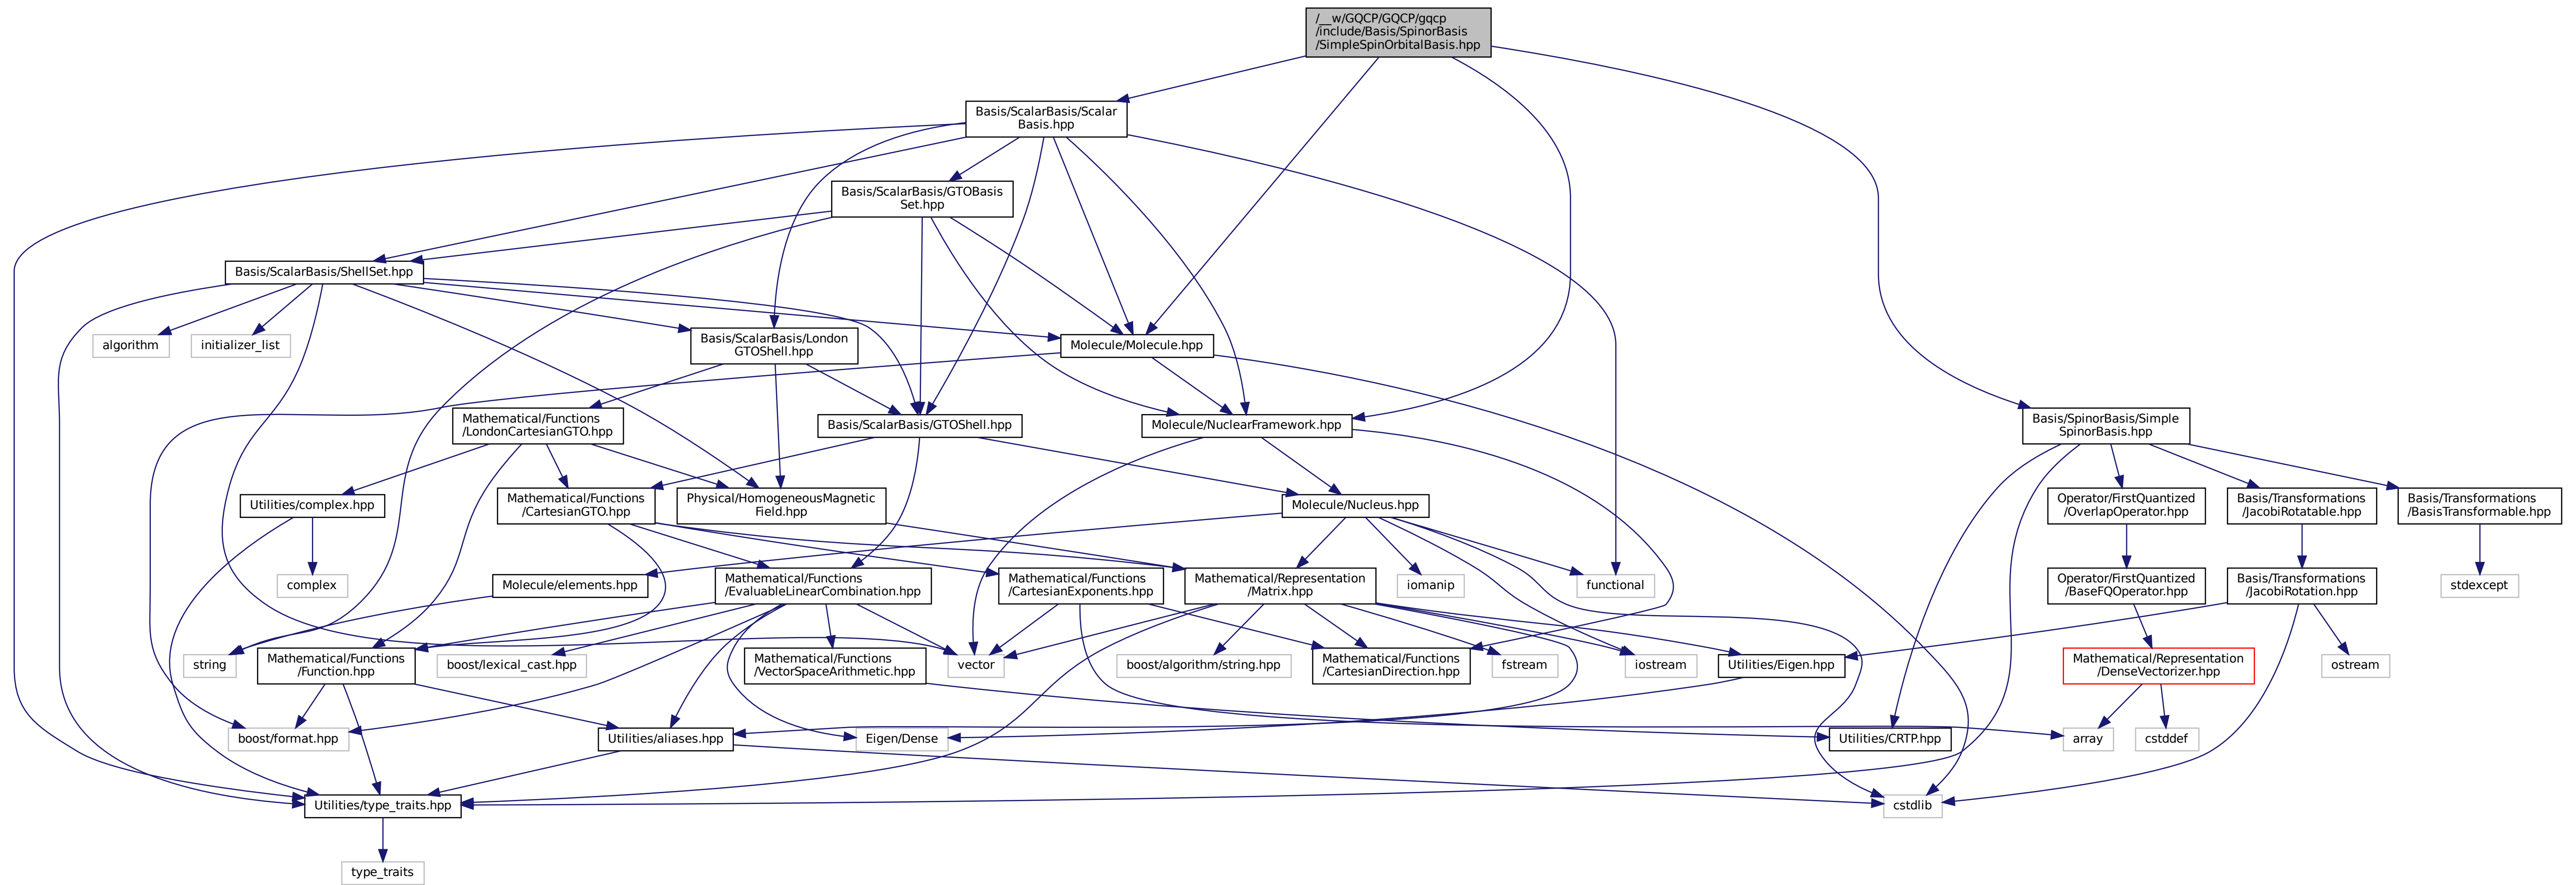 /__w/GQCP/GQCP/gqcp
/include/Basis/SpinorBasis
/SimpleSpinOrbitalBasis.hpp
Basis/ScalarBasis/Scalar
Basis.hpp
Basis/ScalarBasis/GTOBasis
Set.hpp
Basis/ScalarBasis/ShellSet.hpp
algorithm
initializer_list
Basis/ScalarBasis/London
GTOShell.hpp
Molecule/Molecule.hpp
Mathematical/Functions
/LondonCartesianGTO.hpp
Basis/ScalarBasis/GTOShell.hpp
Molecule/NuclearFramework.hpp
Basis/SpinorBasis/Simple
SpinorBasis.hpp
Utilities/complex.hpp
Mathematical/Functions
/CartesianGTO.hpp
Physical/HomogeneousMagnetic
Field.hpp
Molecule/Nucleus.hpp
Operator/FirstQuantized
/OverlapOperator.hpp
Basis/Transformations
/JacobiRotatable.hpp
Basis/Transformations
/BasisTransformable.hpp
complex
Molecule/elements.hpp
Mathematical/Functions
/EvaluableLinearCombination.hpp
Mathematical/Functions
/CartesianExponents.hpp
Mathematical/Representation
/Matrix.hpp
iomanip
functional
Operator/FirstQuantized
/BaseFQOperator.hpp
Basis/Transformations
/JacobiRotation.hpp
stdexcept
string
Mathematical/Functions
/Function.hpp
boost/lexical_cast.hpp
Mathematical/Functions
/VectorSpaceArithmetic.hpp
vector
boost/algorithm/string.hpp
Mathematical/Functions
/CartesianDirection.hpp
fstream
iostream
Utilities/Eigen.hpp
Mathematical/Representation
/DenseVectorizer.hpp
ostream
boost/format.hpp
Utilities/aliases.hpp
Eigen/Dense
Utilities/CRTP.hpp
array
cstddef
Utilities/type_traits.hpp
cstdlib
type_traits